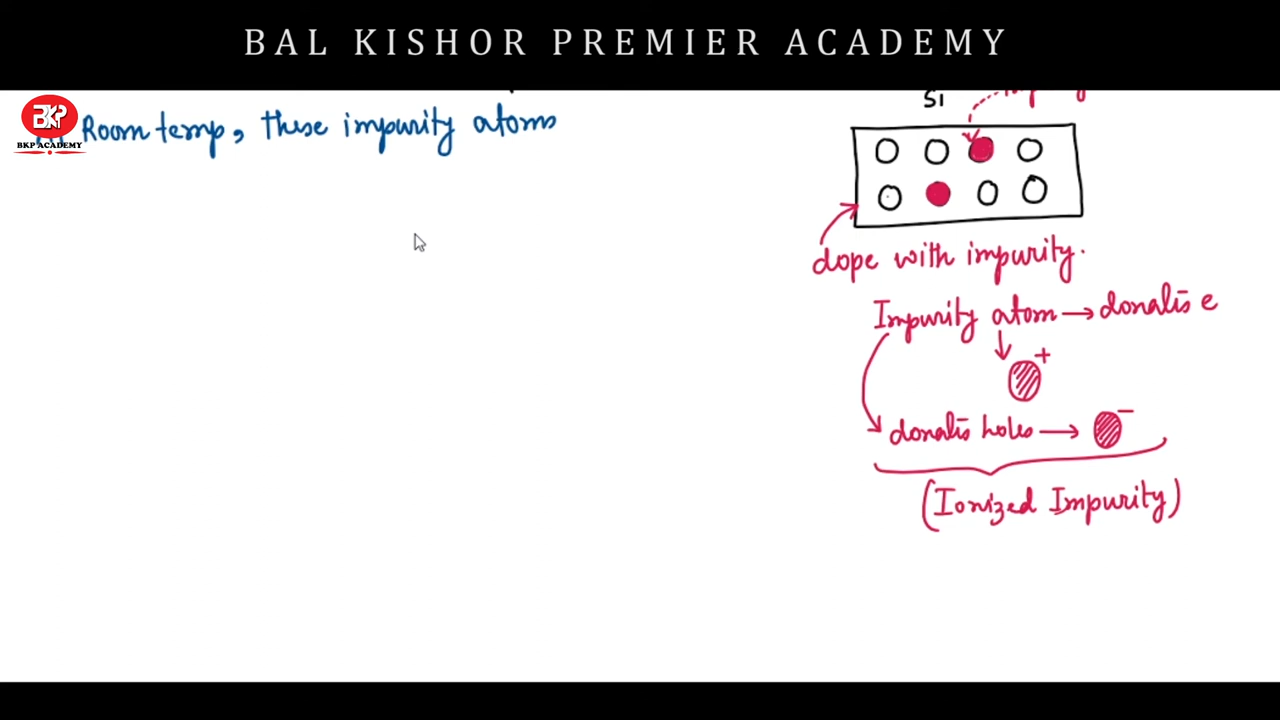 BAL KISHOR PREMIER ACADEMY
BKP
BKP ACADEMY
Room temp, these impurity atoms
Si
dope with impurity.
Impurity atom → donates e
+
donates holes → -
(Ionized Impurity)